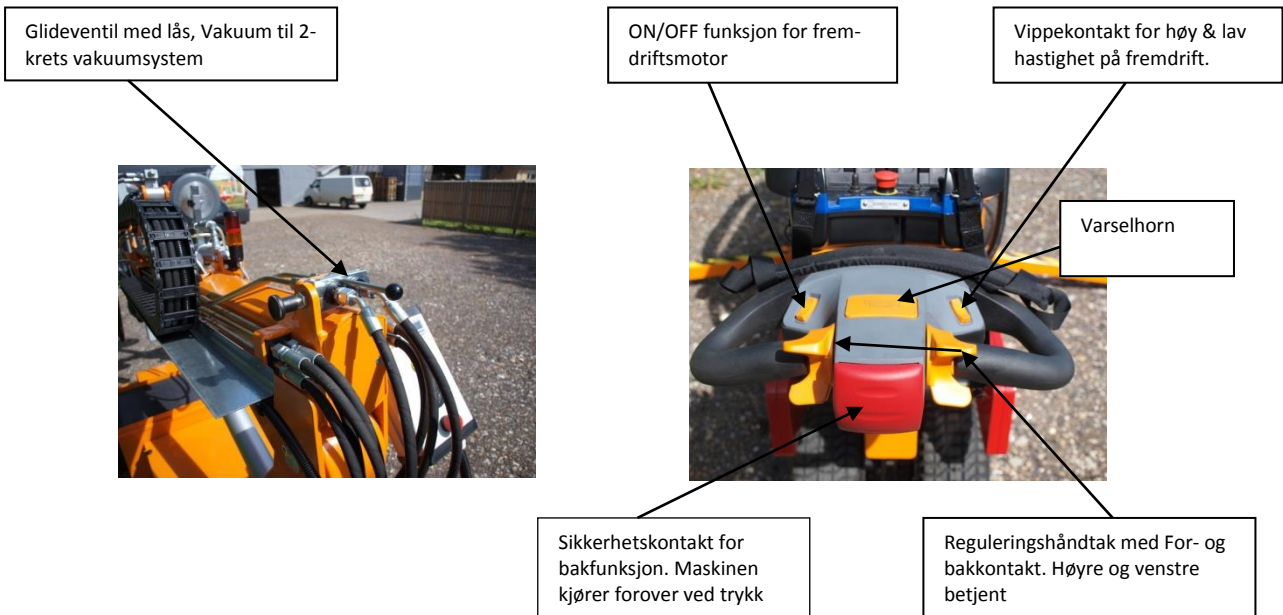 Glideventil med lås, Vakuum til 2-
krets vakuumsystem
ON/OFF funksjon for frem-
driftsmotor
Vippekontakt for høy & lav
hastighet på fremdrift.
Varselhorn
Sikkerhetskontakt for
bakfunksjon. Maskinen
kjører forover ved trykk
Reguleringshåndtak med For- og
bakkontakt. Høyre og venstre
betjent